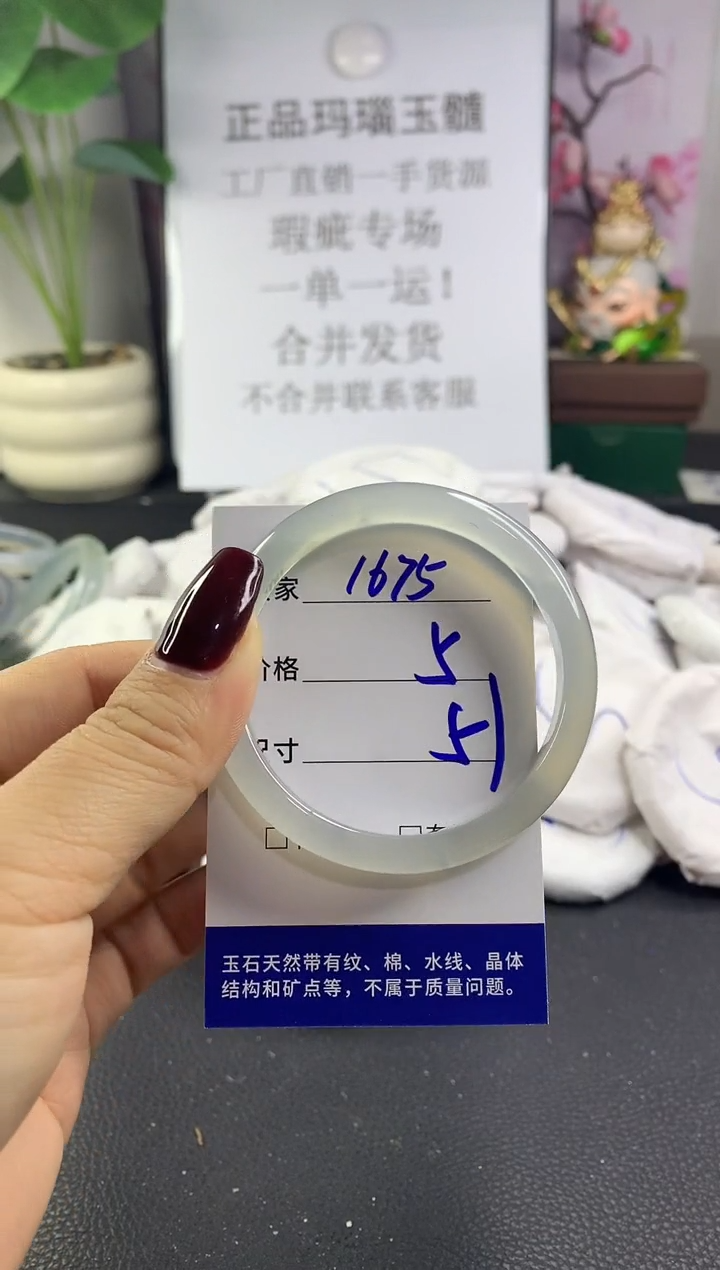 正品玛瑙玉髓
工厂直销一手货源
瑕疵专场
一单一运！
合并发货
不合并联系客服
家 1675
价格 5
尺寸 51
玉石天然带有纹、棉、水线、晶体
结构和矿点等，不属于质量问题。